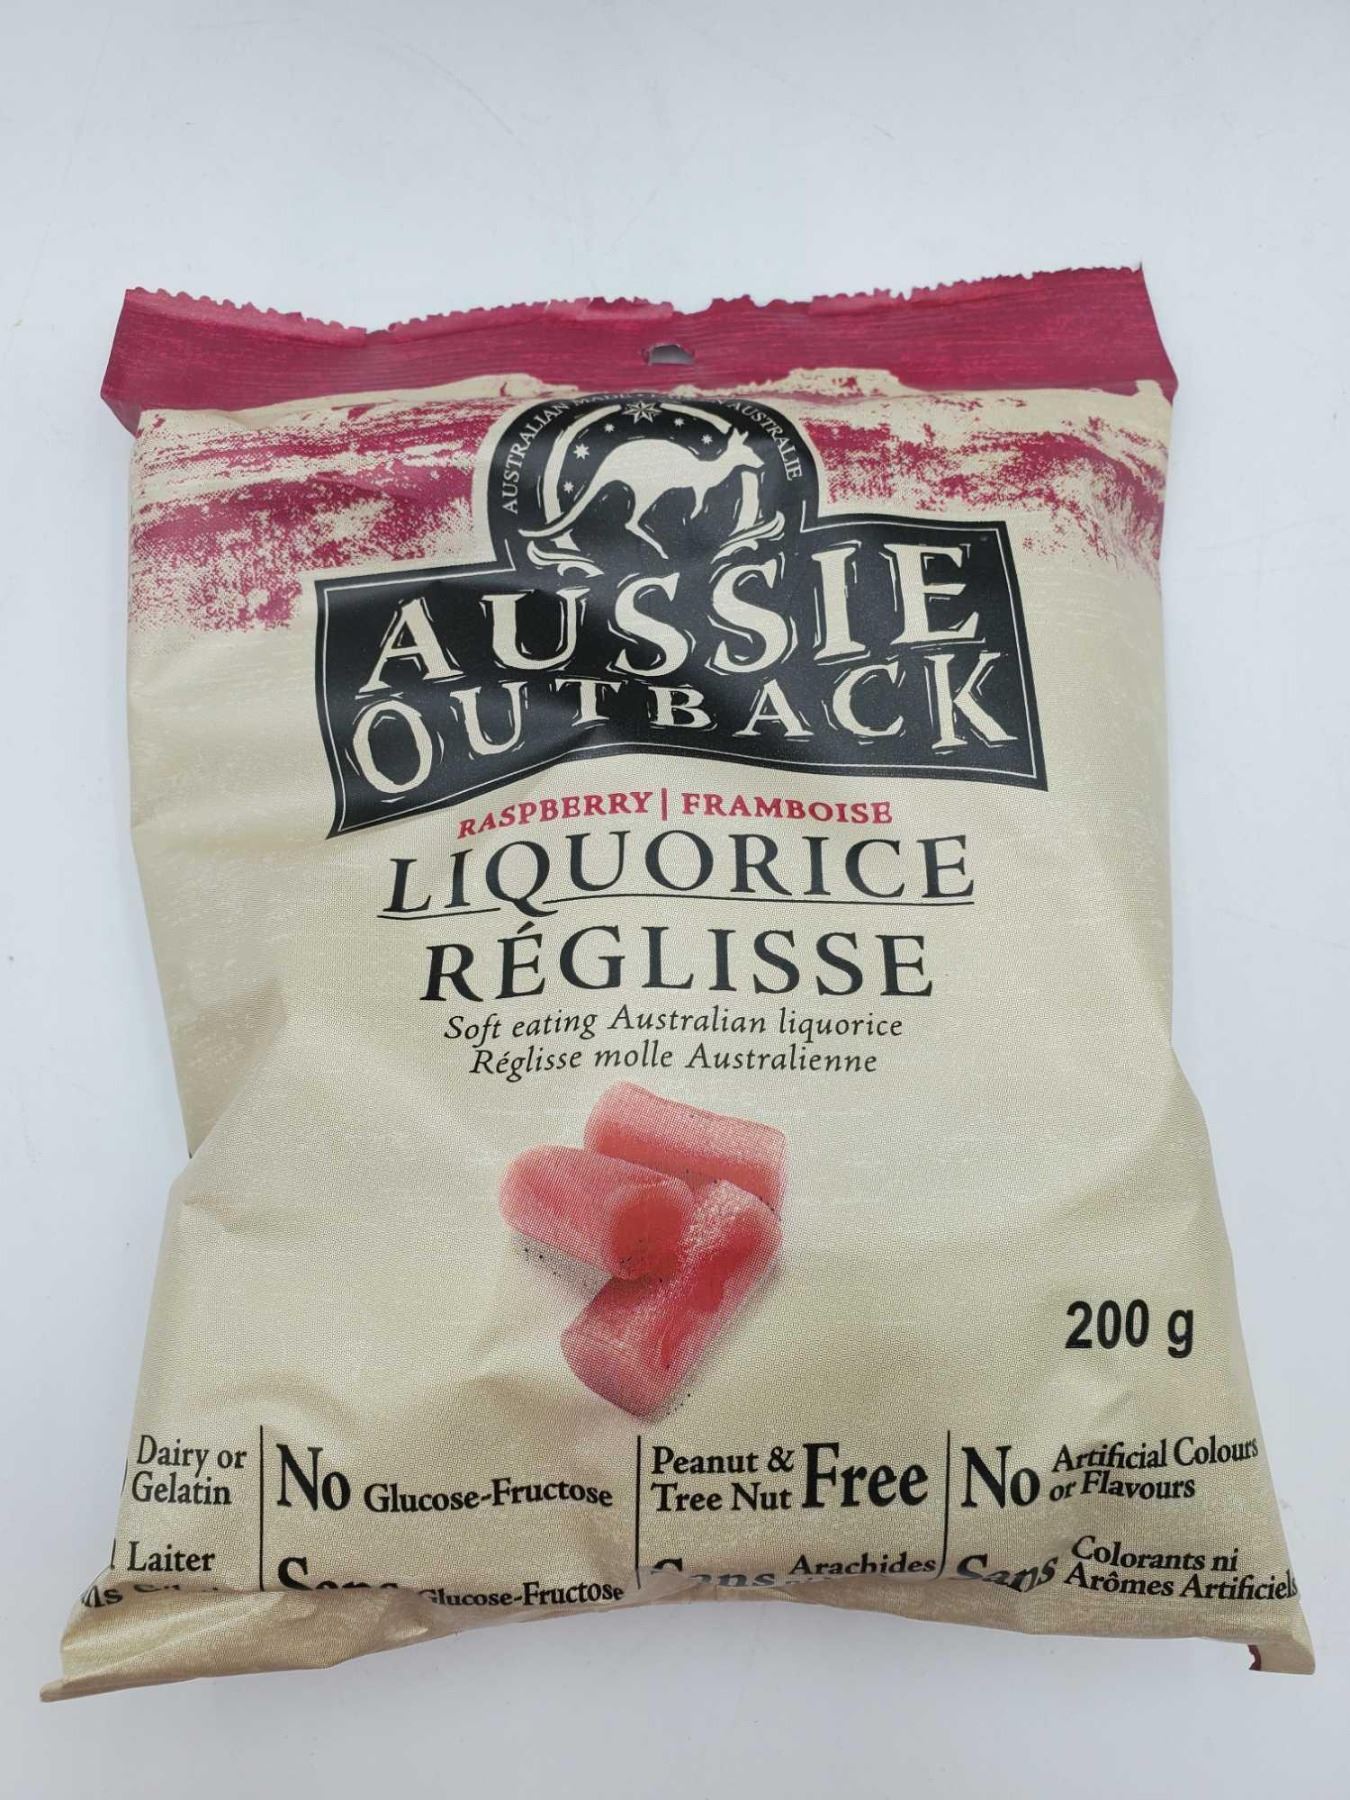 AUSTRALIAN MADE AUSTRALIE
AUSSIE
OUTBACK
RASPBERRY | FRAMBOISE
LIQUORICE
RÉGLISSE
Soft eating Australian liquorice
Réglisse molle Australienne
200 g
Dairy or
Gelatin
No Glucose-Fructose
Peanut &
Tree Nut Free
No Artificial Colours
or Flavours
Laiter
Glucose-Fructose
Arachides
Sans Colorants ni
Arômes Artificiels